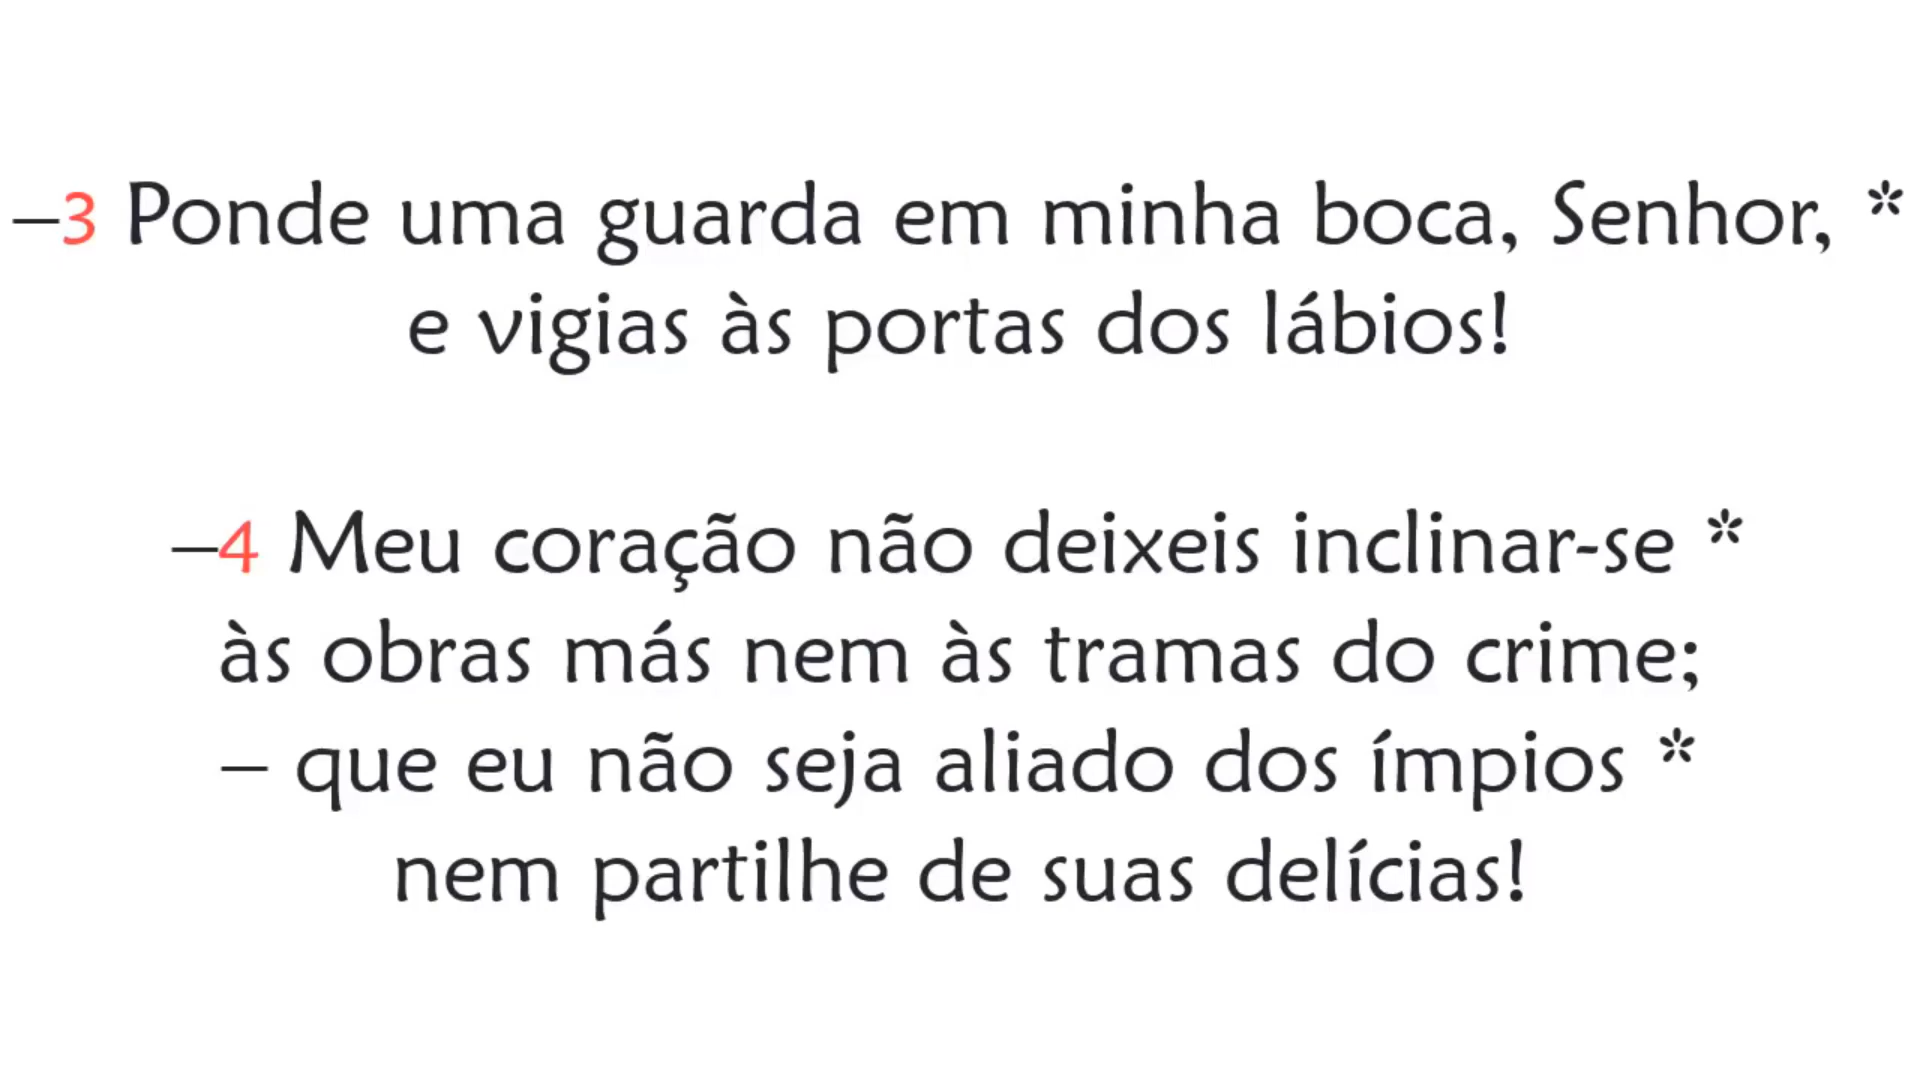 –3 Ponde uma guarda em minha boca, Senhor, *
e vigias às portas dos lábios!
–4 Meu coração não deixeis inclinar-se *
às obras más nem às tramas do crime;
– que eu não seja aliado dos ímpios *
nem partilhe de suas delícias!